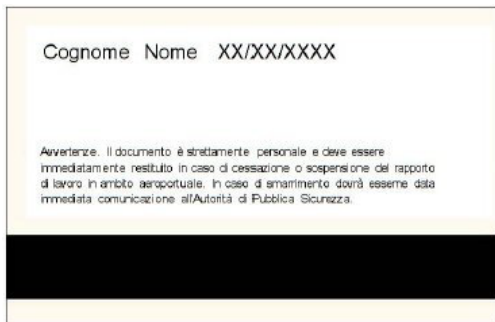 Cognome Nome XX/XX/XXXX
Avvertenze. Il documento è strettamente personale e deve essere
immediatamente restituito in caso di cessazione o sospensione del rapporto
di lavoro in ambito aeroportuale. In caso di smarrimento dovrà esserne data
immediata comunicazione all'Autorità di Pubblica Sicurezza.